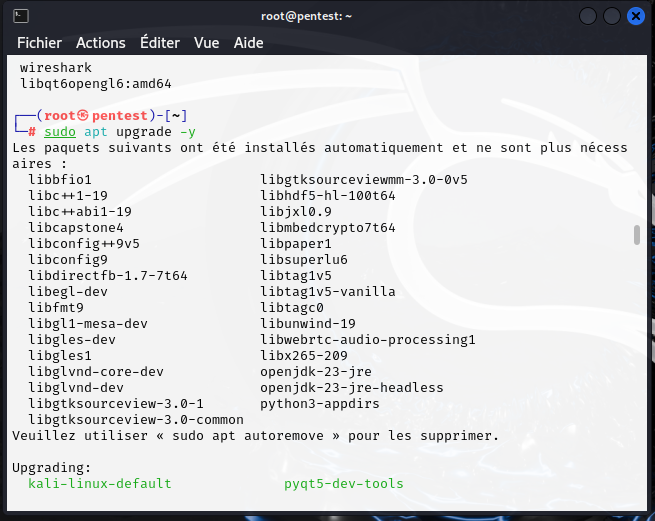 root@pentest: ~
Fichier Actions Éditer Vue Aide
wireshark
libqt6opengl6:amd64
┌──(root㉿pentest)-[~]
└─# sudo apt upgrade -y
Les paquets suivants ont été installés automatiquement et ne sont plus nécess
aires :
libbfio1 libgtksourceviewmm-3.0-0v5
libc++1-19 libhdf5-hl-100t64
libc++abi1-19 libjxl0.9
libcapstone4 libmbedcrypto7t64
libconfig++9v5 libpaper1
libconfig9 libsuperlu6
libdirectfb-1.7-7t64 libtag1v5
libegl-dev libtag1v5-vanilla
libfmt9 libtagc0
libgl1-mesa-dev libunwind-19
libgles-dev libwebrtc-audio-processing1
libgles1 libx265-209
libglvnd-core-dev openjdk-23-jre
libglvnd-dev openjdk-23-jre-headless
libgtksourceview-3.0-1 python3-appdirs
libgtksourceview-3.0-common
Veuillez utiliser « sudo apt autoremove » pour les supprimer.
Upgrading:
kali-linux-default pyqt5-dev-tools